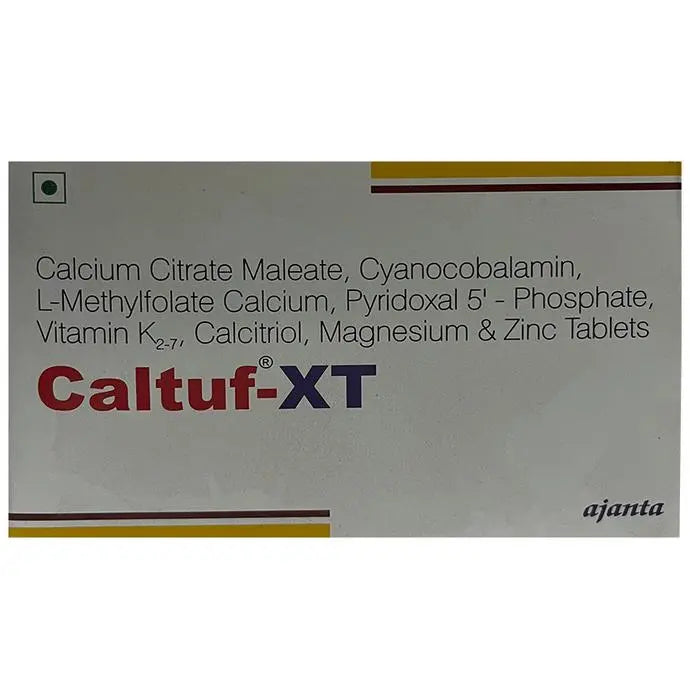 Calcium Citrate Maleate, Cyanocobalamin,
L-Methylfolate Calcium, Pyridoxal 5' - Phosphate,
Vitamin K2-7, Calcitriol, Magnesium & Zinc Tablets
Caltuf®-XT
ajanta